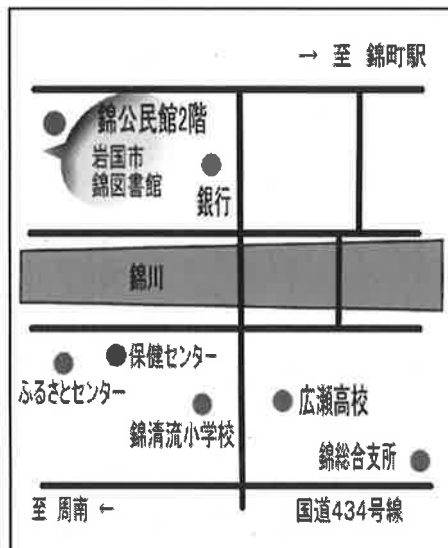 → 至 錦町駅
錦公民館2階
岩国市
錦図書館
銀行
錦川
保健センター
ふるさとセンター
錦清流小学校
広瀬高校
錦総合支所
至 周南 ←
国道434号線